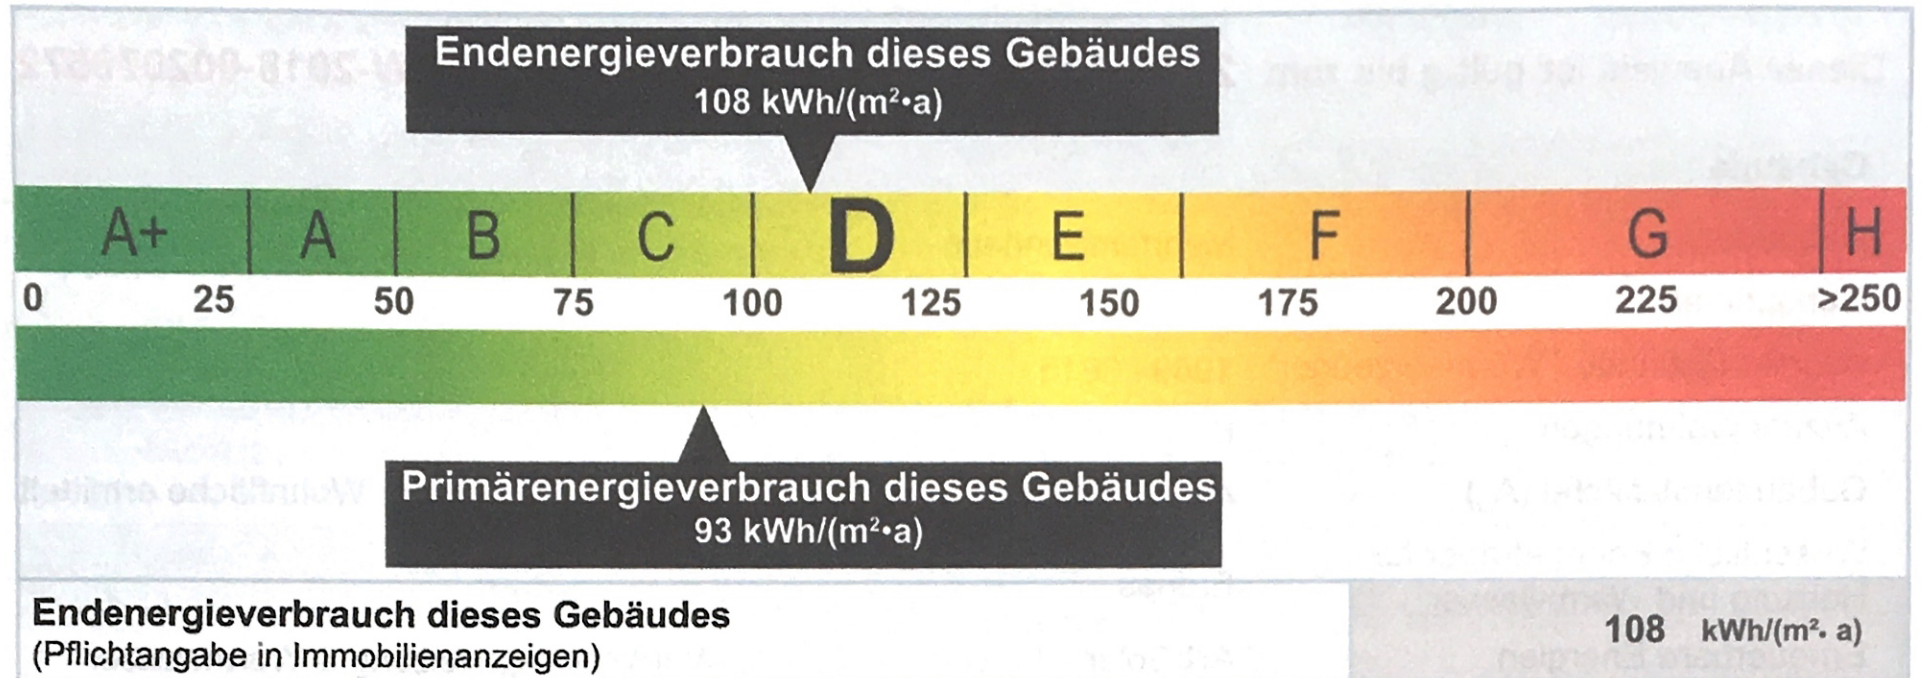 Endenergieverbrauch dieses Gebäudes
108 kWh/(m²•a)
A+ A B C D E F G H
0 25 50 75 100 125 150 175 200 225 >250
Primärenergieverbrauch dieses Gebäudes
93 kWh/(m²•a)
Endenergieverbrauch dieses Gebäudes
(Pflichtangabe in Immobilienanzeigen)
108 kWh/(m²• a)